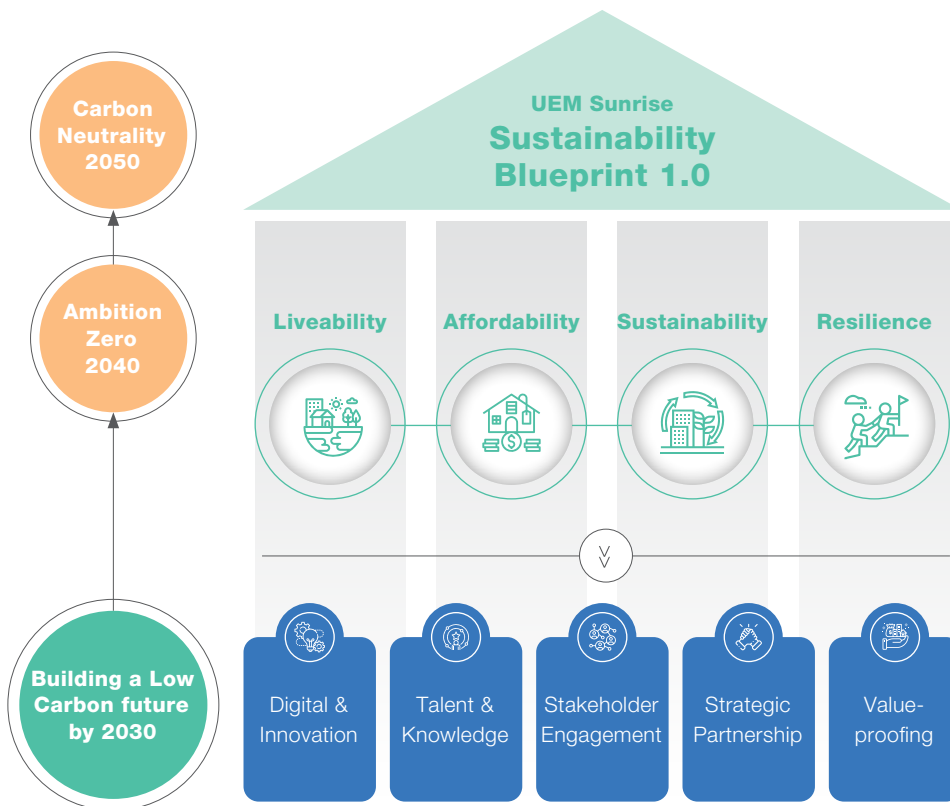 Carbon
Neutrality
2050
Ambition
Zero
2040
Building a Low
Carbon future
by 2030
UEM Sunrise
Sustainability
Blueprint 1.0
Liveability
Affordability
Sustainability
Resilience
Digital &
Innovation
Talent &
Knowledge
Stakeholder
Engagement
Strategic
Partnership
Value-
proofing